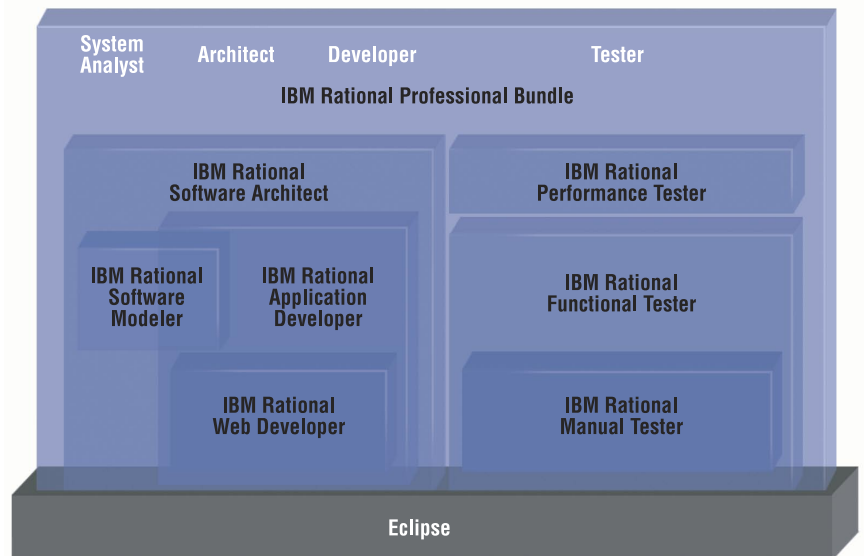 System
Analyst
Architect
Developer
Tester
IBM Rational Professional Bundle
IBM Rational
Software Architect
IBM Rational
Performance Tester
IBM Rational
Software
Modeler
IBM Rational
Application
Developer
IBM Rational
Functional Tester
IBM Rational
Web Developer
IBM Rational
Manual Tester
Eclipse